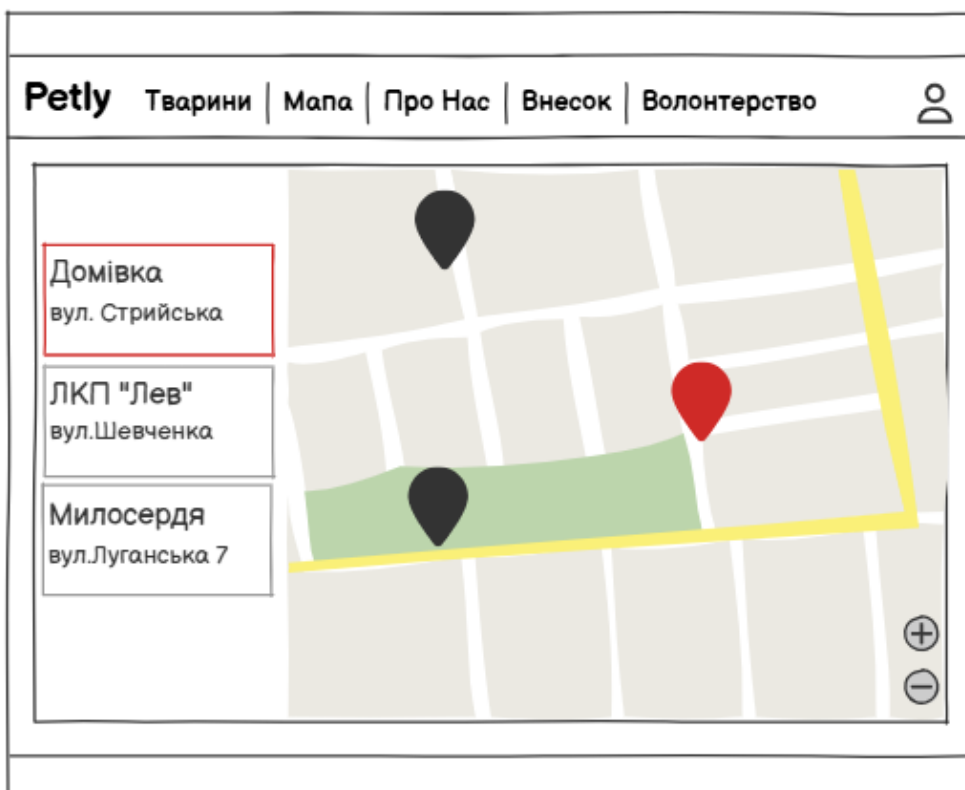 Petly Тварини | Мапа | Про Нас | Внесок | Волонтерство
Домівка
вул. Стрийська
ЛКП "Лев"
вул.Шевченка
Милосердя
вул.Луганська 7